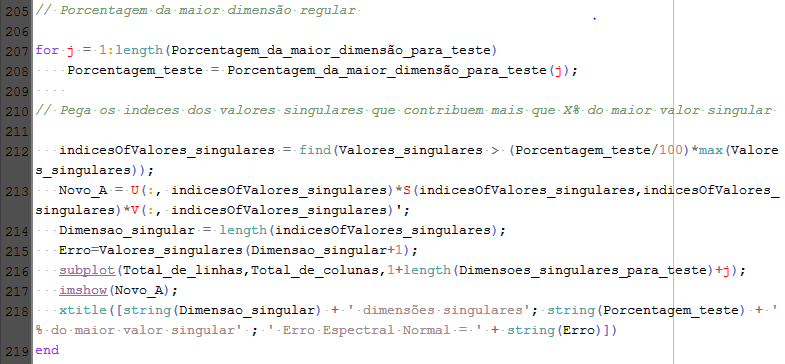 205 // Porcentagem da maior dimensão regular
206
207 for j = 1:length(Porcentagem_da_maior_dimensão_para_teste)
208 Porcentagem_teste = Porcentagem_da_maior_dimensão_para_teste(j);
209
210 // Pega os indeces dos valores singulares que contribuem mais que X% do maior valor singular
211
212 indicesOfValores_singulares = find(Valores_singulares > (Porcentagem_teste/100)*max(Valore
s_singulares));
213 Novo_A = U(:, indicesOfValores_singulares)*S(indicesOfValores_singulares,indicesOfValores_
singulares)*V(:, indicesOfValores_singulares)';
214 Dimensao_singular = length(indicesOfValores_singulares);
215 Erro=Valores_singulares(Dimensao_singular+1);
216 subplot(Total_de_linhas,Total_de_colunas,1+length(Dimensoes_singulares_para_teste)+j);
217 imshow(Novo_A);
218 xtitle([string(Dimensao_singular) + ' dimensões singulares'; string(Porcentagem_teste) + '
% do maior valor singular' ; ' Erro Espectral Normal = ' + string(Erro)])
219 end